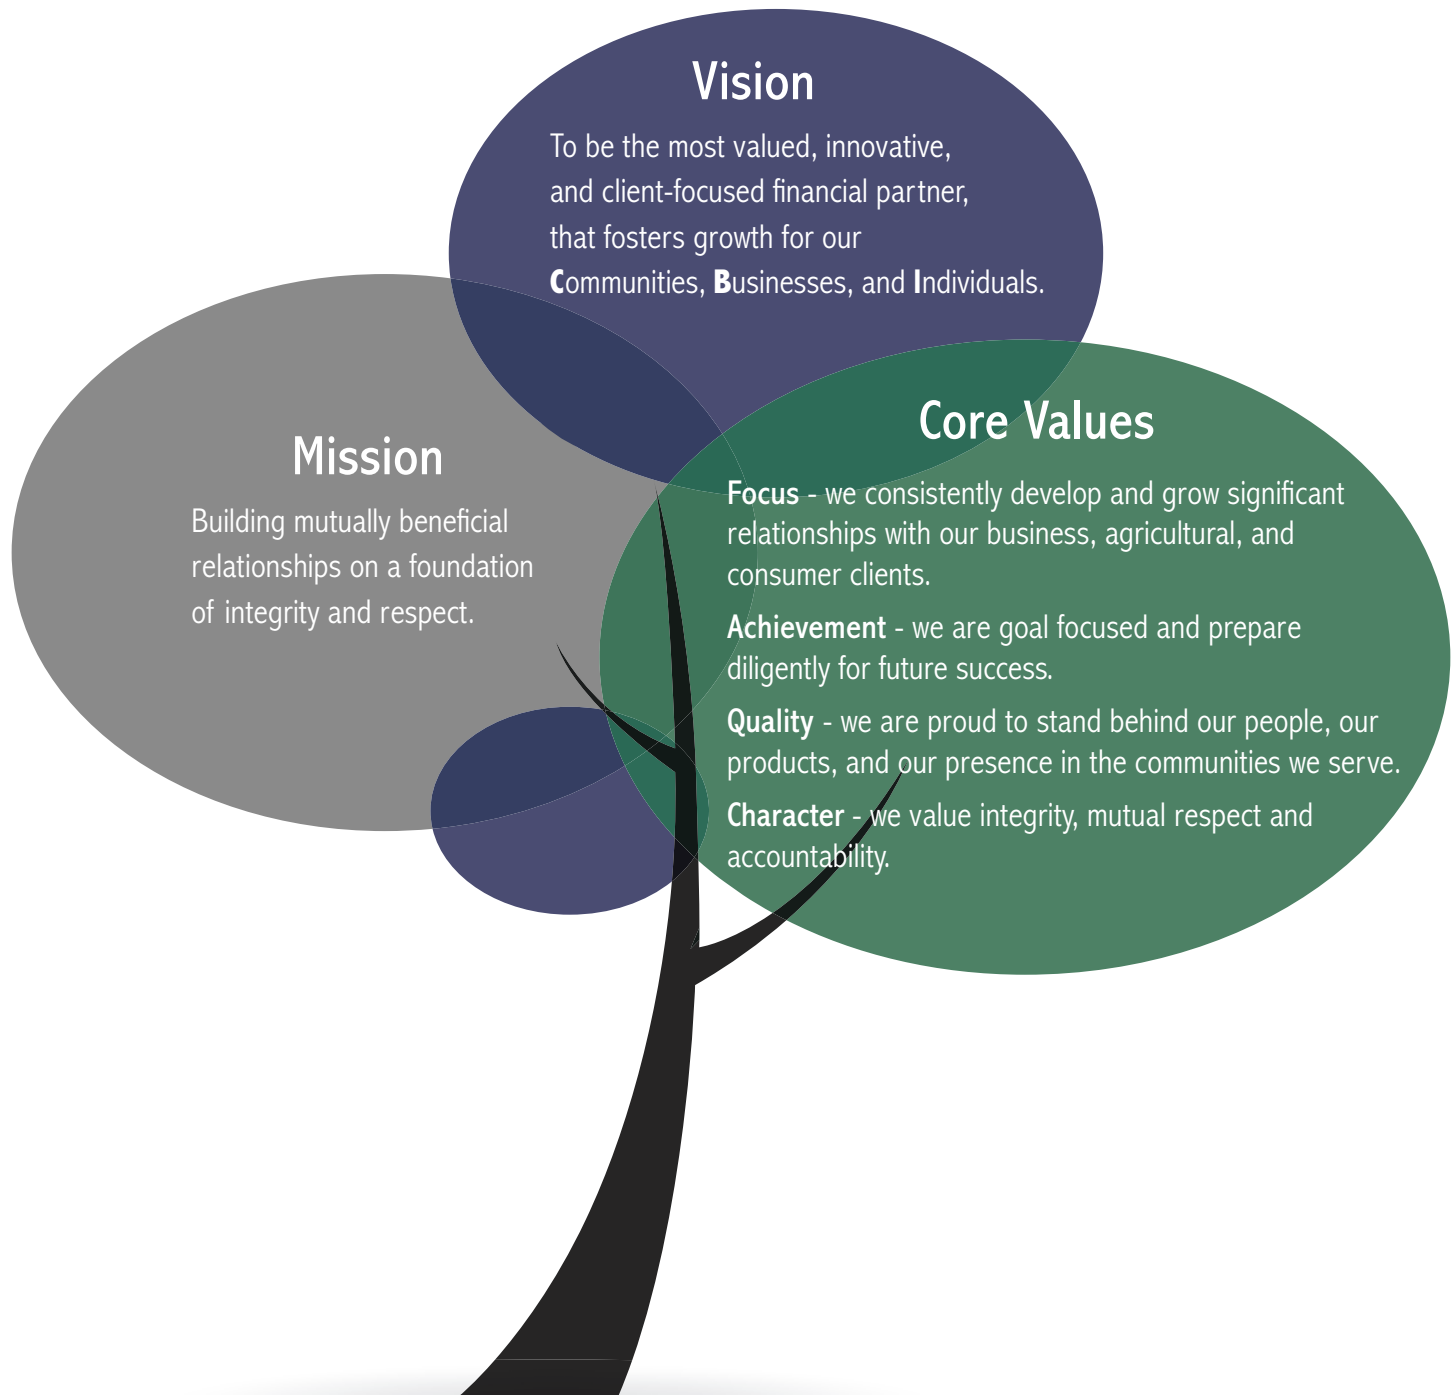 Vision
To be the most valued, innovative,
and client-focused financial partner,
that fosters growth for our
Communities, Businesses, and Individuals.
Mission
Building mutually beneficial
relationships on a foundation
of integrity and respect.
Core Values
Focus - we consistently develop and grow significant
relationships with our business, agricultural, and
consumer clients.
Achievement - we are goal focused and prepare
diligently for future success.
Quality - we are proud to stand behind our people, our
products, and our presence in the communities we serve.
Character - we value integrity, mutual respect and
accountability.